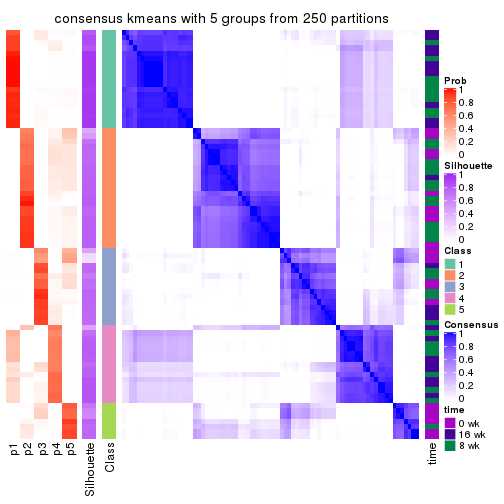 consensus kmeans with 5 groups from 250 partitions
Prob
1
0.8
0.6
0.4
0.2
0
Silhouette
1
0.8
0.6
0.4
0.2
0
Class
1
2
3
4
5
Consensus
1
0.8
0.6
0.4
0.2
0
time
0 wk
16 wk
8 wk
p1
p2
p3
p4
p5
Silhouette
Class
time